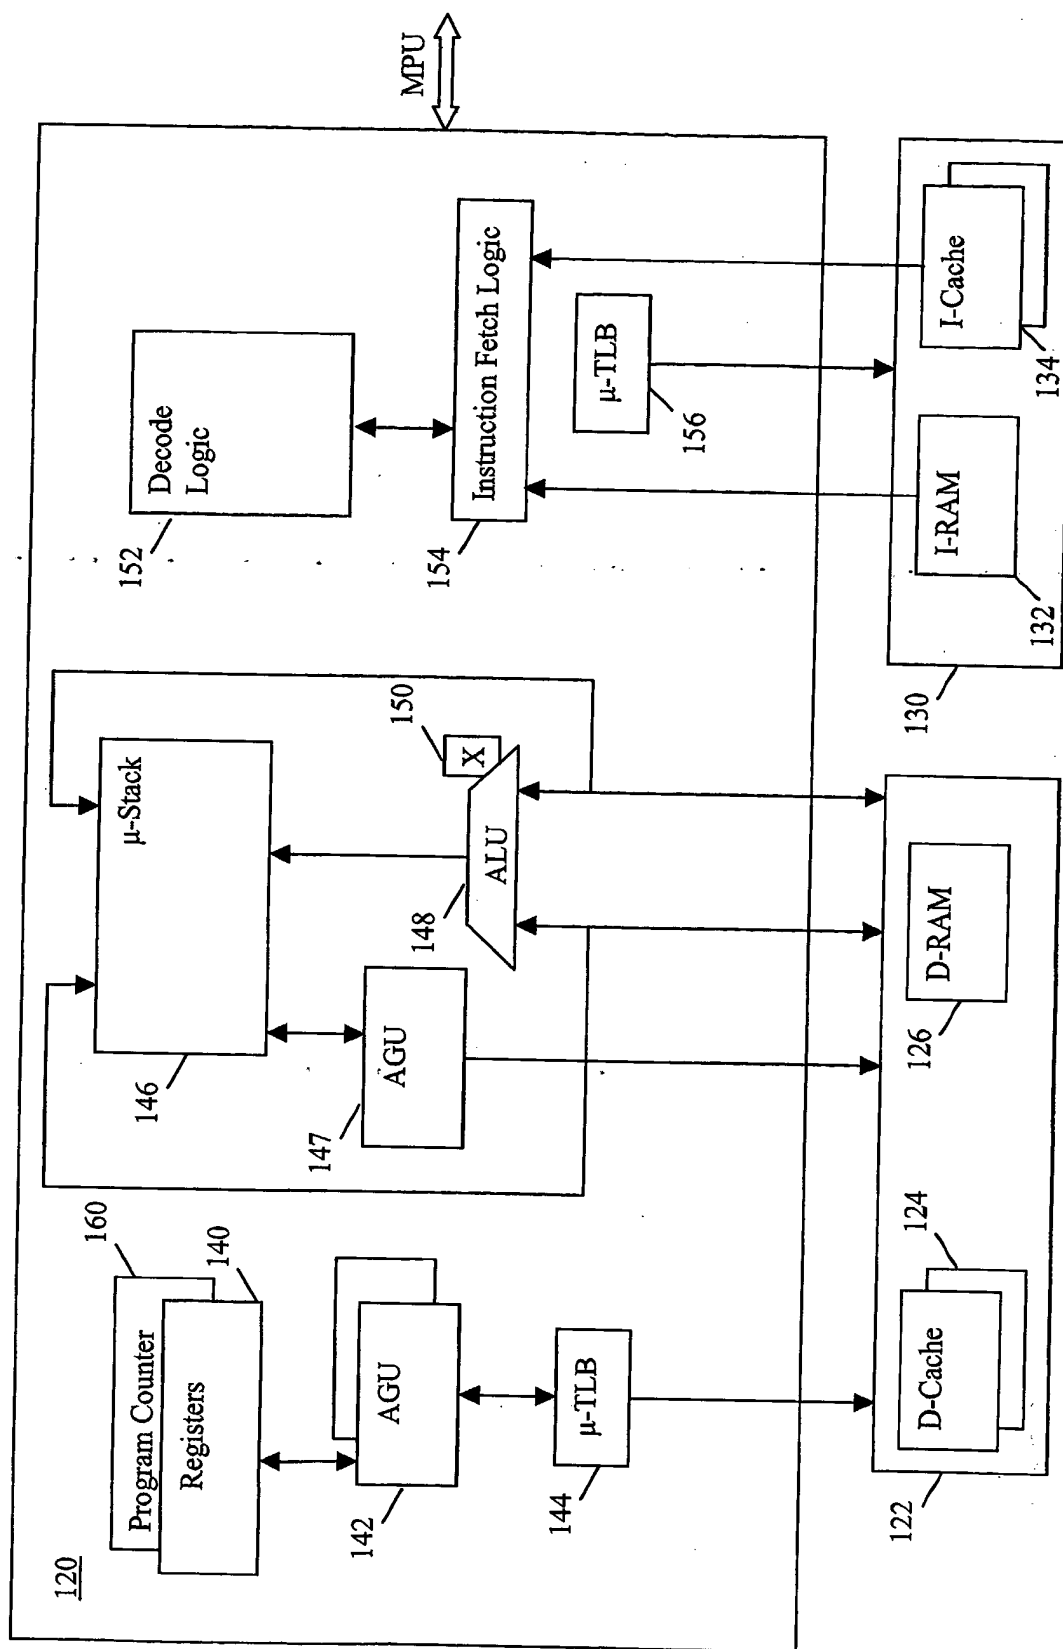 120
160
Program Counter
140
Registers
142
AGU
144
μ-TLB
146
μ-Stack
147
AGU
148
ALU
150
X
152
Decode
Logic
154
Instruction Fetch Logic
156
μ-TLB
MPU
122
D-Cache
124
126
D-RAM
130
132
I-RAM
134
I-Cache